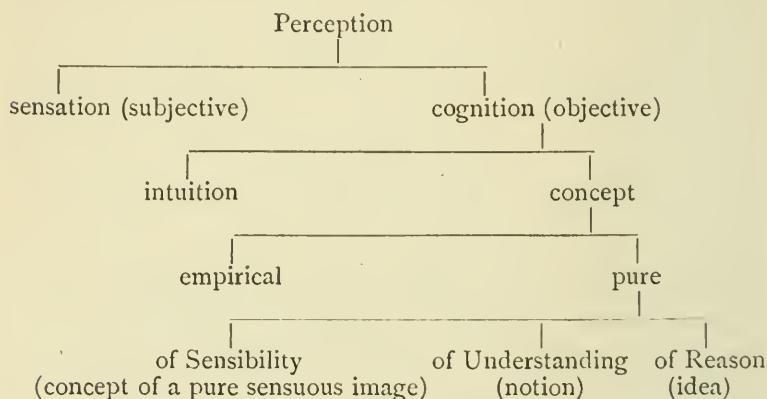 Perception
sensation (subjective) cognition (objective)
intuition concept
empirical pure
of Sensibility of Understanding of Reason
(concept of a pure sensuous image) (notion) (idea)